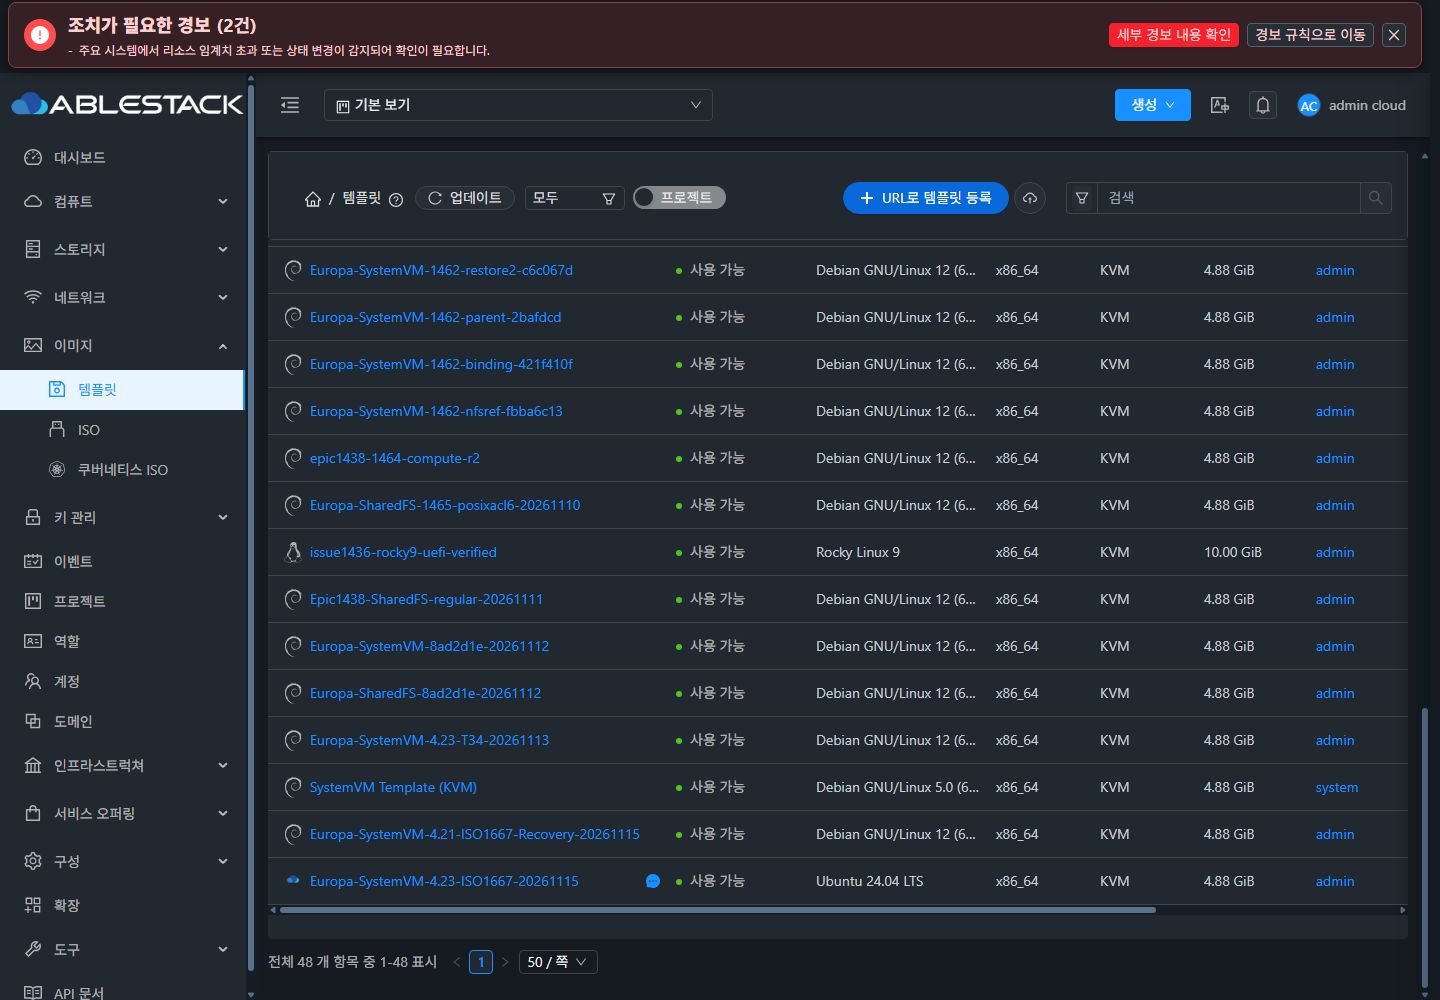 조치가 필요한 경보 (2건)
- 주요 시스템에서 리소스 임계치 초과 또는 상태 변경이 감지되어 확인이 필요합니다.
세부 경보 내용 확인
경보 규칙으로 이동
ABLESTACK
기본 보기
생성
AC
admin cloud
대시보드
컴퓨트
스토리지
네트워크
이미지
템플릿
ISO
쿠버네티스 ISO
키 관리
이벤트
프로젝트
역할
계정
도메인
인프라스트럭쳐
서비스 오퍼링
구성
확장
도구
API 문서
/ 템플릿
업데이트
모두
프로젝트
URL로 템플릿 등록
검색
Europa-SystemVM-1462-restore2-c6c067d 사용 가능 Debian GNU/Linux 12 (6... x86_64 KVM 4.88 GiB admin
Europa-SystemVM-1462-parent-2bafdcd 사용 가능 Debian GNU/Linux 12 (6... x86_64 KVM 4.88 GiB admin
Europa-SystemVM-1462-binding-421f410f 사용 가능 Debian GNU/Linux 12 (6... x86_64 KVM 4.88 GiB admin
Europa-SystemVM-1462-nfsref-fbba6c13 사용 가능 Debian GNU/Linux 12 (6... x86_64 KVM 4.88 GiB admin
epic1438-1464-compute-r2 사용 가능 Debian GNU/Linux 12 (6... x86_64 KVM 4.88 GiB admin
Europa-SharedFS-1465-posixacl6-20261110 사용 가능 Debian GNU/Linux 12 (6... x86_64 KVM 4.88 GiB admin
issue1436-rocky9-uefi-verified 사용 가능 Rocky Linux 9 x86_64 KVM 10.00 GiB admin
Epic1438-SharedFS-regular-20261111 사용 가능 Debian GNU/Linux 12 (6... x86_64 KVM 4.88 GiB admin
Europa-SystemVM-8ad2d1e-20261112 사용 가능 Debian GNU/Linux 12 (6... x86_64 KVM 4.88 GiB admin
Europa-SharedFS-8ad2d1e-20261112 사용 가능 Debian GNU/Linux 12 (6... x86_64 KVM 4.88 GiB admin
Europa-SystemVM-4.23-T34-20261113 사용 가능 Debian GNU/Linux 12 (6... x86_64 KVM 4.88 GiB admin
SystemVM Template (KVM) 사용 가능 Debian GNU/Linux 5.0 (6... x86_64 KVM 4.88 GiB system
Europa-SystemVM-4.21-ISO1667-Recovery-20261115 사용 가능 Debian GNU/Linux 12 (6... x86_64 KVM 4.88 GiB admin
Europa-SystemVM-4.23-ISO1667-20261115 사용 가능 Ubuntu 24.04 LTS x86_64 KVM 4.88 GiB admin
전체 48 개 항목 중 1-48 표시 < 1 > 50 / 쪽